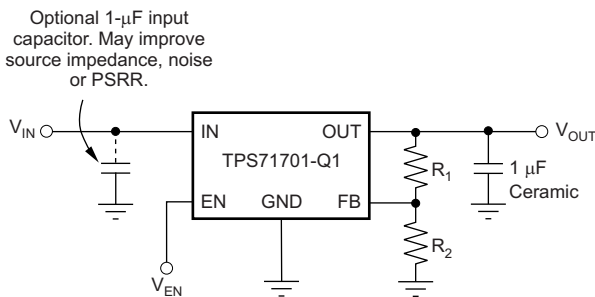 Optional 1-μF input
capacitor. May improve
source impedance, noise
or PSRR.
V_IN
IN
OUT
V_OUT
TPS71701-Q1
R_1
1 μF
Ceramic
EN
GND
FB
R_2
V_EN